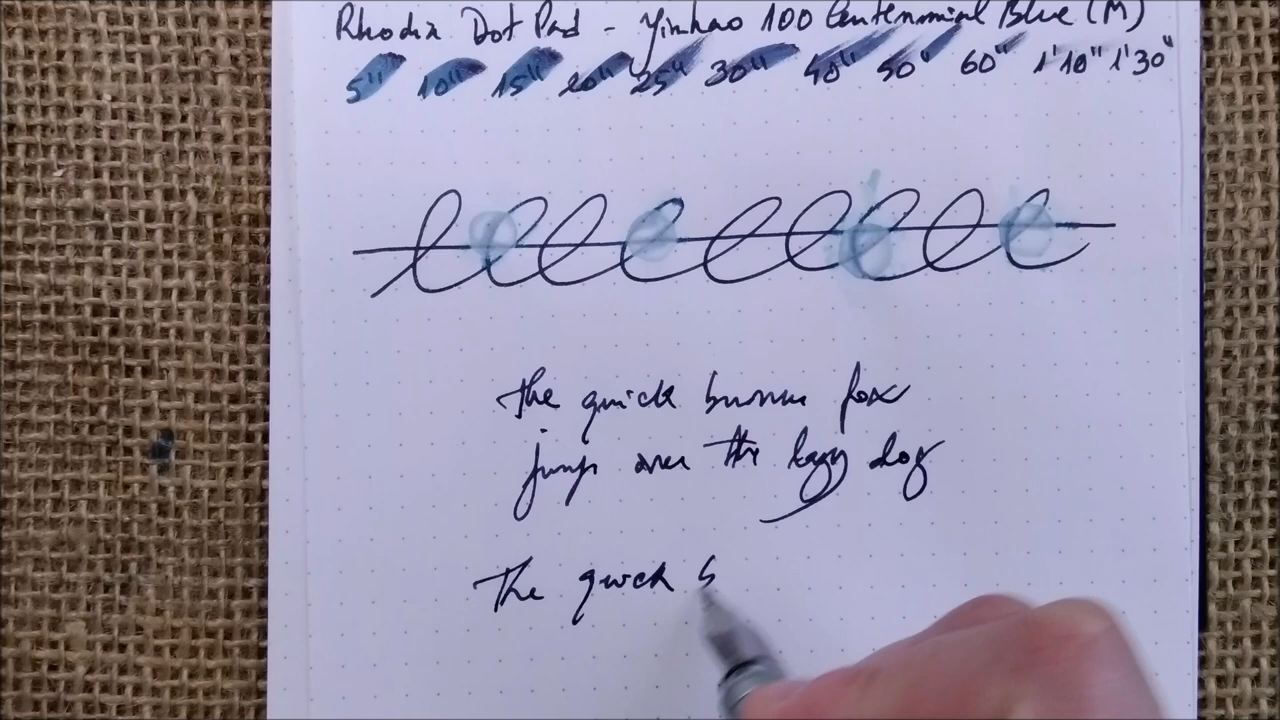 Rhodia Dot Pad - Jinhao 100 Centennial Blue (M)
5" 10" 15" 20" 25" 30" 40" 50" 60" 1'10" 1'30"
the quick brown fox
jumps over the lazy dog
The quick b